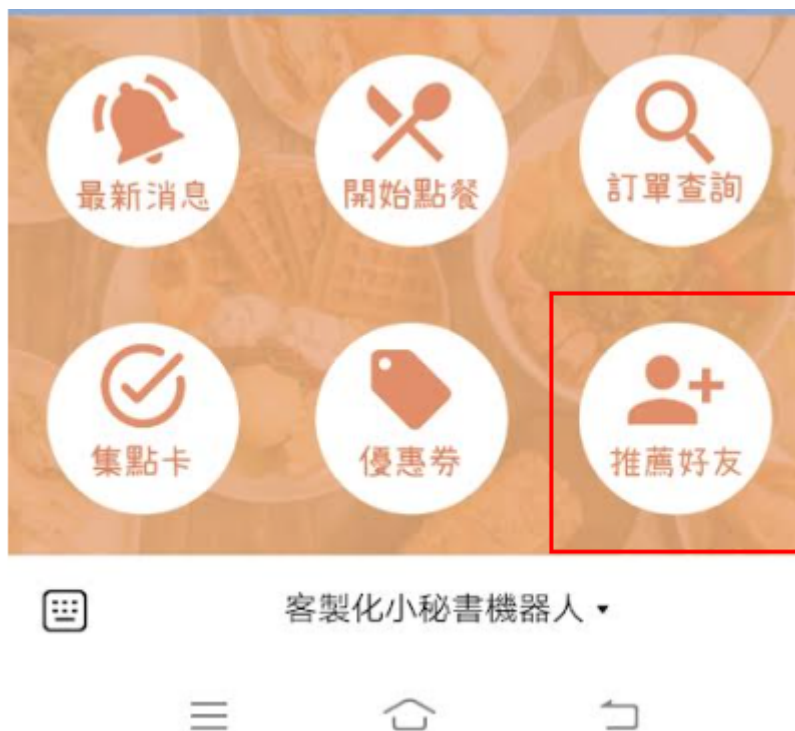 最新消息
開始點餐
訂單查詢
集點卡
優惠券
推薦好友
客製化小秘書機器人